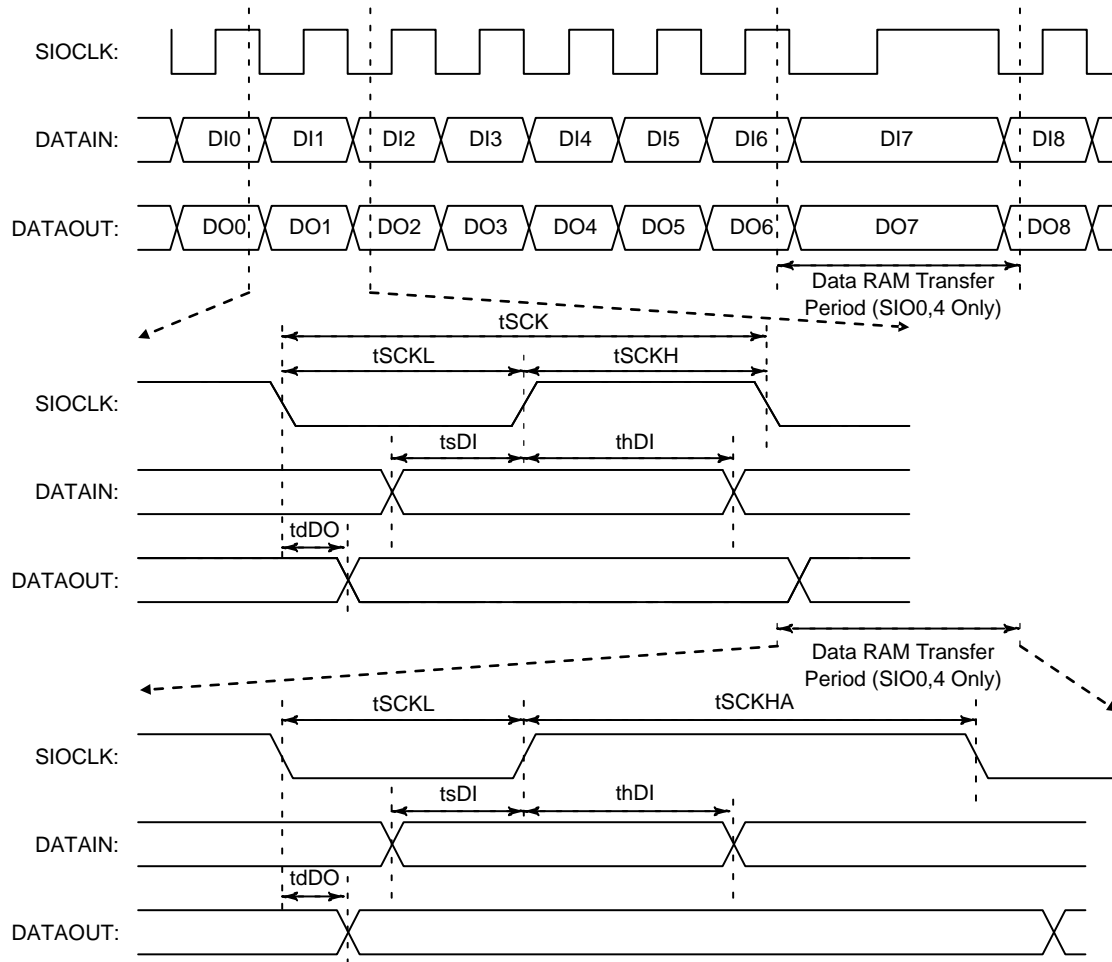 SIOCLK:
DATAIN: DI0 DI1 DI2 DI3 DI4 DI5 DI6 DI7 DI8
DATAOUT: DO0 DO1 DO2 DO3 DO4 DO5 DO6 DO7 DO8
Data RAM Transfer
Period (SIO0,4 Only)
tSCK
tSCKL tSCKH
SIOCLK:
tsDI thDI
DATAIN:
tdDO
DATAOUT:
Data RAM Transfer
Period (SIO0,4 Only)
tSCKL tSCKHA
SIOCLK:
tsDI thDI
DATAIN:
tdDO
DATAOUT: